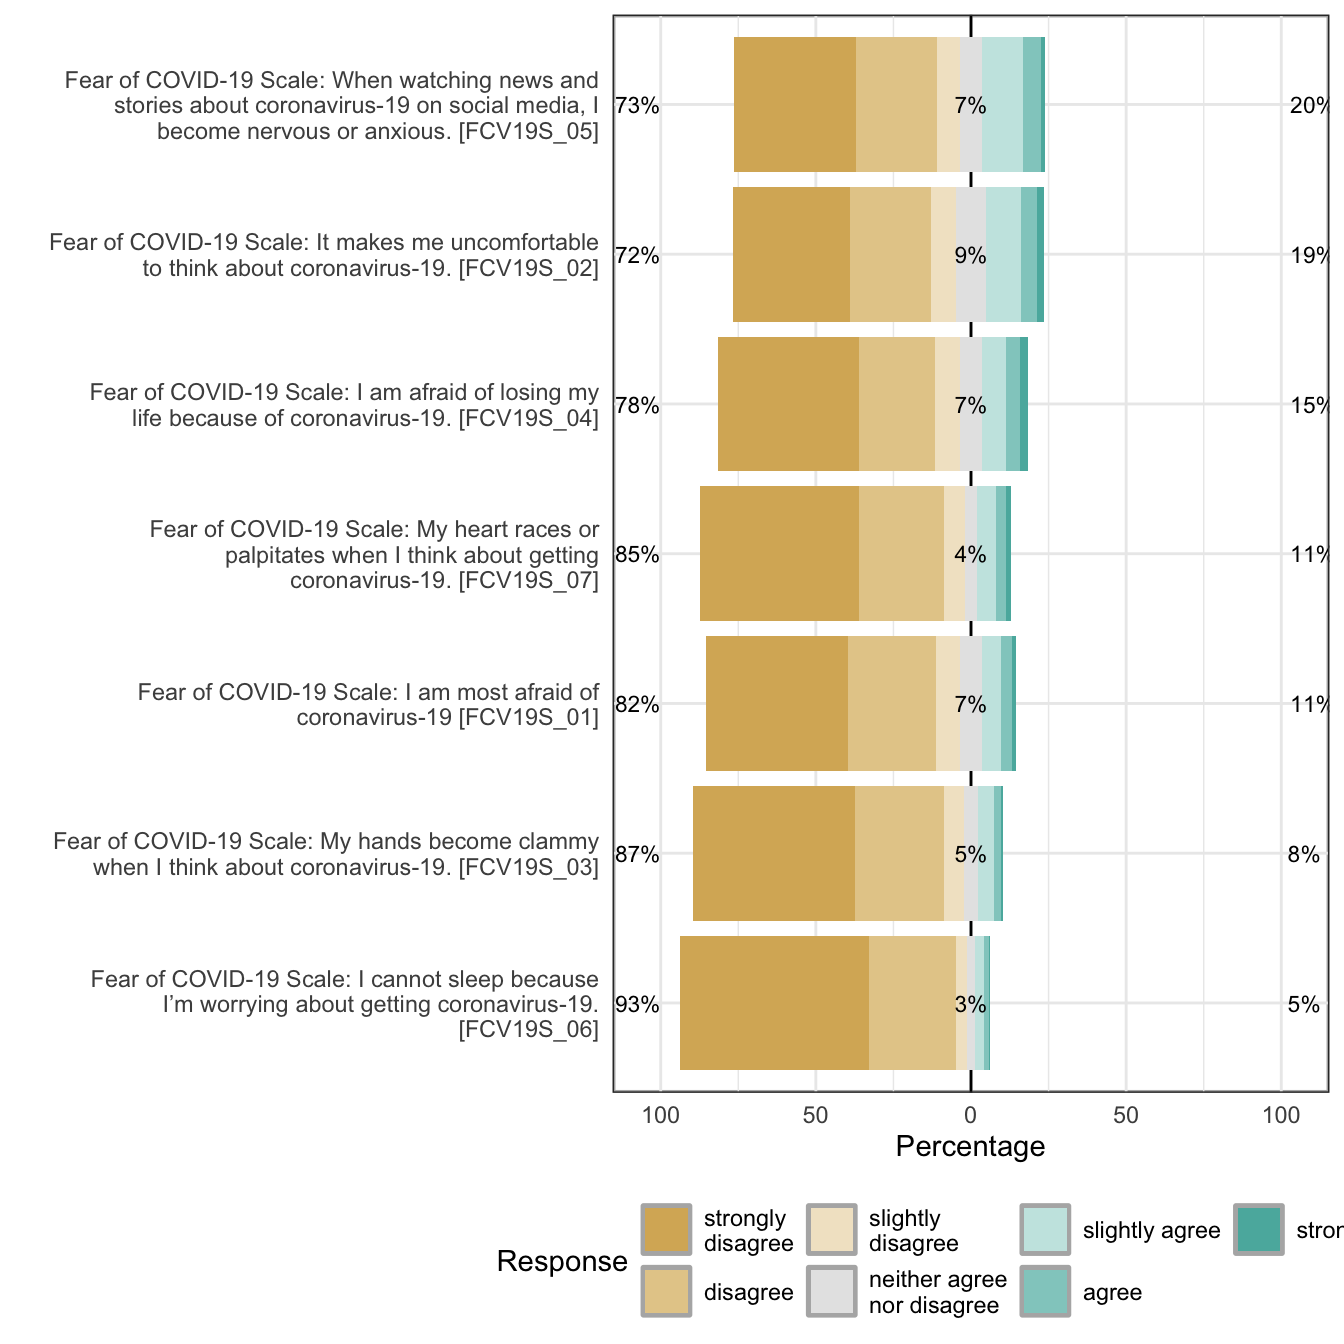 Fear of COVID-19 Scale: When watching news and
stories about coronavirus-19 on social media, I
become nervous or anxious. [FCV19S_05]
73% 7% 20%
Fear of COVID-19 Scale: It makes me uncomfortable
to think about coronavirus-19. [FCV19S_02]
72% 9% 19%
Fear of COVID-19 Scale: I am afraid of losing my
life because of coronavirus-19. [FCV19S_04]
78% 7% 15%
Fear of COVID-19 Scale: My heart races or
palpitates when I think about getting
coronavirus-19. [FCV19S_07]
85% 4% 11%
Fear of COVID-19 Scale: I am most afraid of
coronavirus-19 [FCV19S_01]
82% 7% 11%
Fear of COVID-19 Scale: My hands become clammy
when I think about coronavirus-19. [FCV19S_03]
87% 5% 8%
Fear of COVID-19 Scale: I cannot sleep because
I’m worrying about getting coronavirus-19.
[FCV19S_06]
93% 3% 5%
100 50 0 50 100
Percentage
Response
strongly
disagree
disagree
slightly
disagree
neither agree
nor disagree
slightly agree
agree